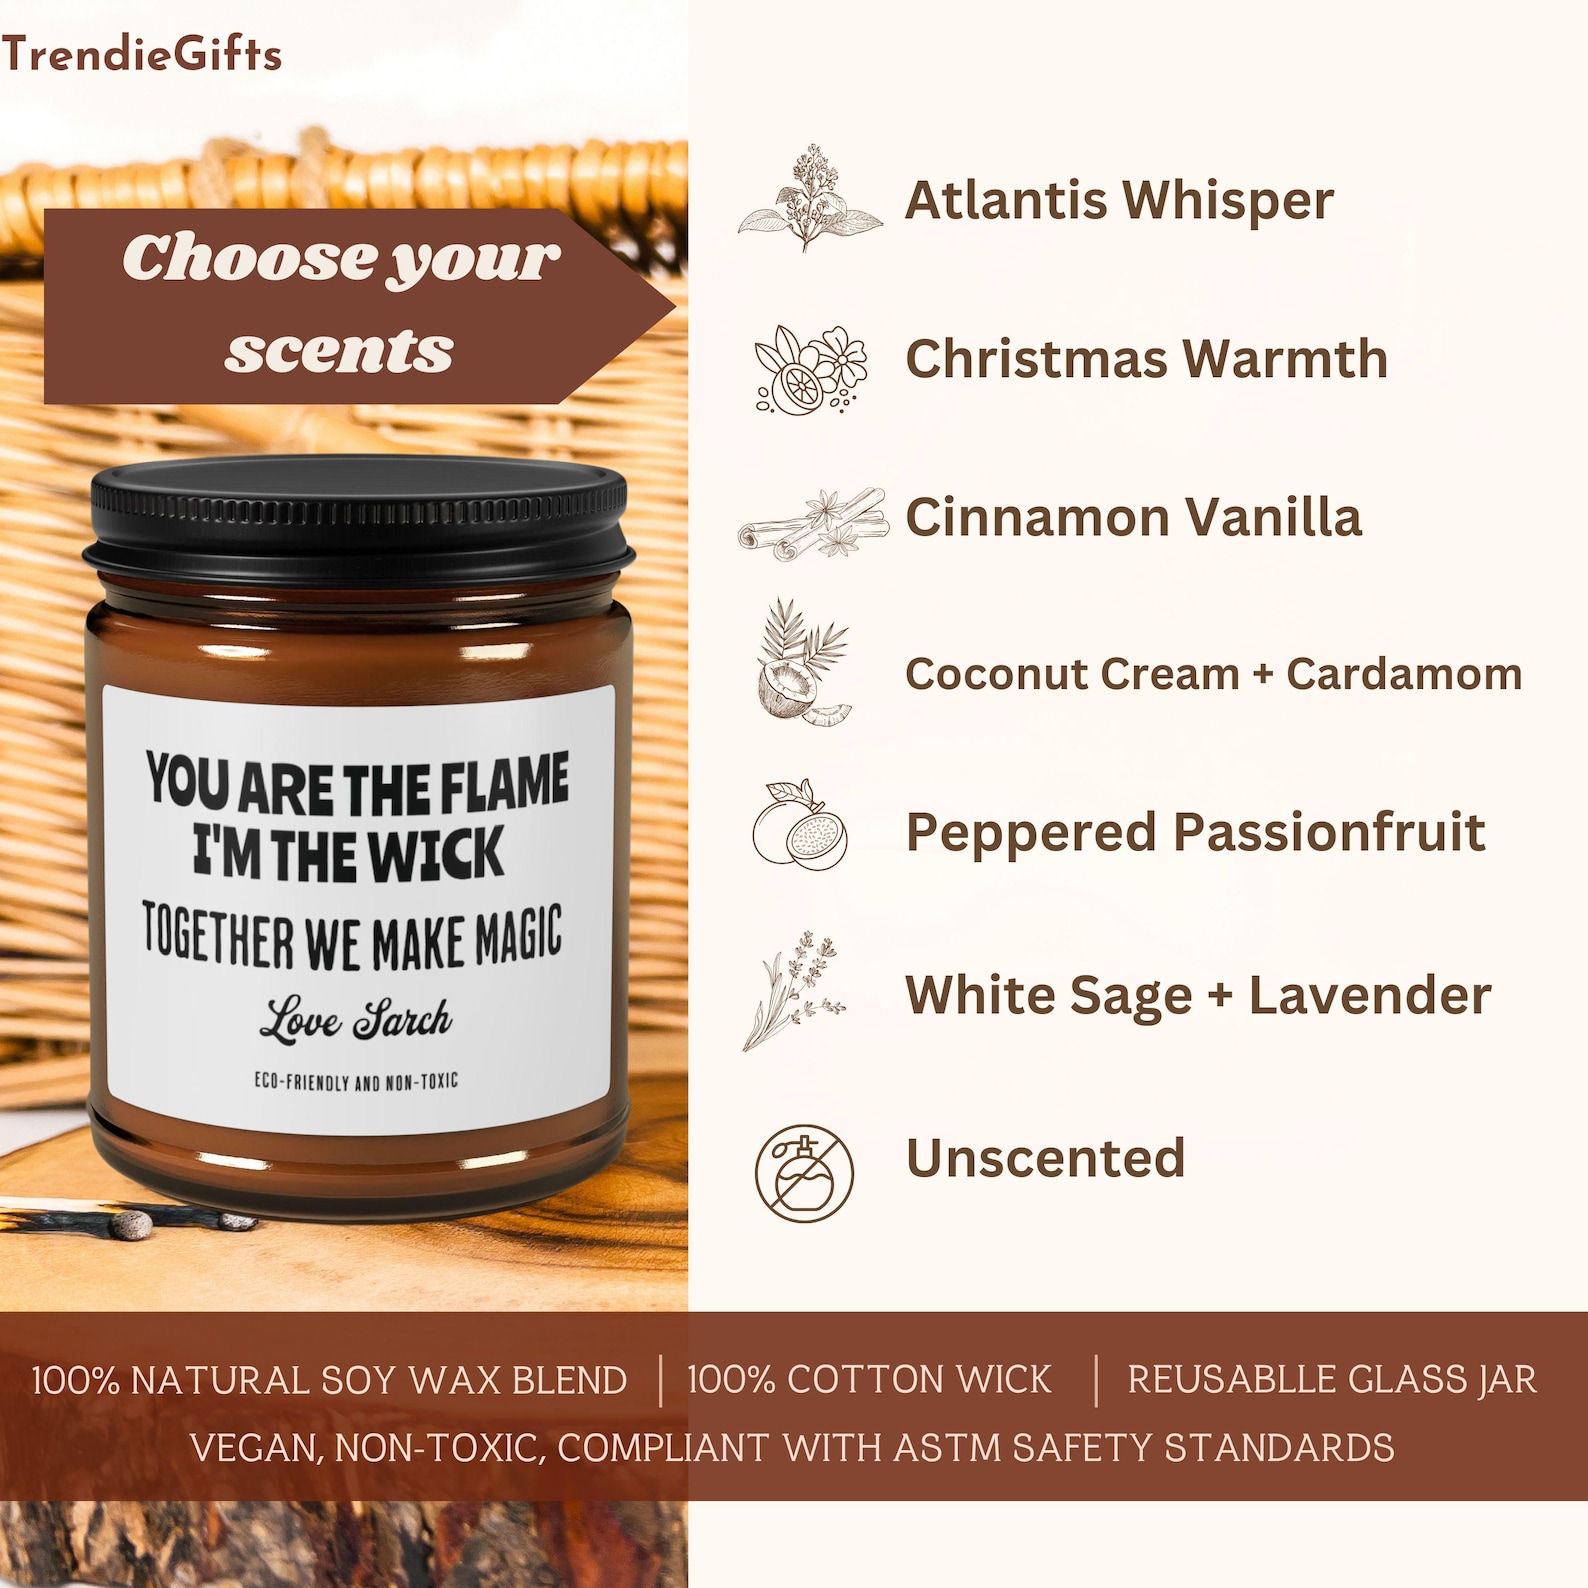 TrendieGifts
Choose your
scents
YOU ARE THE FLAME
I'M THE WICK
TOGETHER WE MAKE MAGIC
Love Sarch
ECO-FRIENDLY AND NON-TOXIC
Atlantis Whisper
Christmas Warmth
Cinnamon Vanilla
Coconut Cream + Cardamom
Peppered Passionfruit
White Sage + Lavender
Unscented
100% NATURAL SOY WAX BLEND | 100% COTTON WICK | REUSABLLE GLASS JAR
VEGAN, NON-TOXIC, COMPLIANT WITH ASTM SAFETY STANDARDS